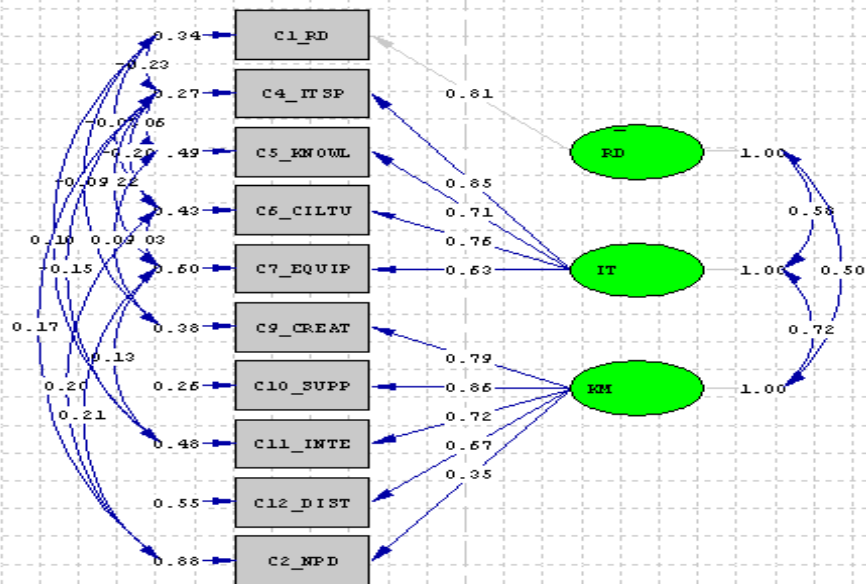 0.34 C1_RD
-0.23
0.27 C4_ITSP
0.81
-0.20
0.49 C5_KNOWL
RD 1.00
-0.09 22
0.85
0.71
0.43 C6_CILTU
0.76
0.58
0.10 0.09 03
-0.15
0.60 C7_EQUIP
0.63
IT 1.00
0.50
0.17
0.38 C9_CREAT
0.72
0.13
0.79
0.20
0.26 C10_SUPP
0.86
KM 1.00
0.21
0.72
0.48 C11_INTE
0.67
0.35
0.55 C12_DIST
0.88 C2_NPD